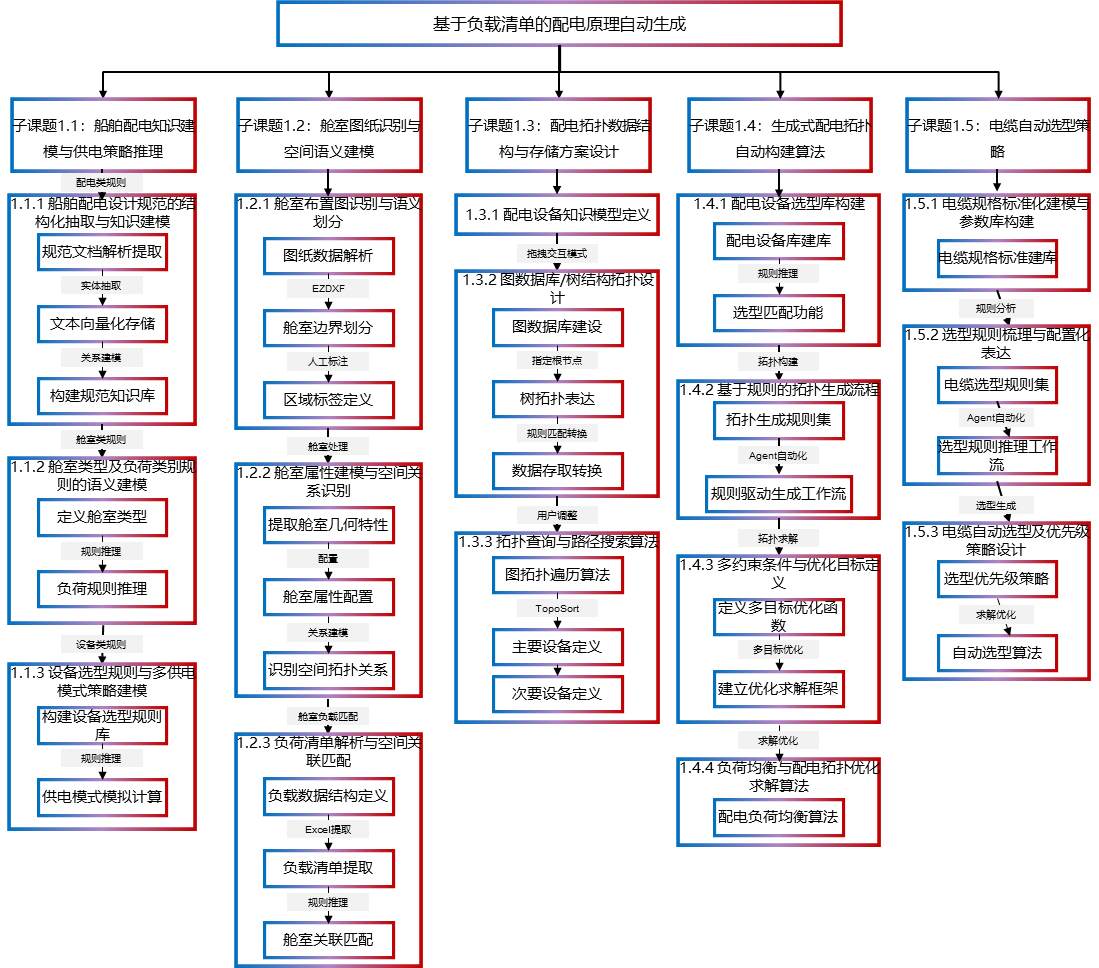 基于负载清单的配电原理自动生成
子课题1.1：船舶配电知识建
模与供电策略推理
配电类规则
1.1.1 船舶配电设计规范的结
构化抽取与知识建模
规范文档解析提取
实体抽取
文本向量化存储
关系建模
构建规范知识库
舱室类规则
1.1.2 舱室类型及负荷类别规
则的语义建模
定义舱室类型
规则推理
负荷规则推理
设备类规则
1.1.3 设备选型规则与多供电
模式策略建模
构建设备选型规则
库
规则推理
供电模式模拟计算
子课题1.2：舱室图纸识别与
空间语义建模
1.2.1 舱室布置图识别与语义
划分
图纸数据解析
EZDXF
舱室边界划分
人工标注
区域标签定义
舱室处理
1.2.2 舱室属性建模与空间关
系识别
提取舱室几何特性
配置
舱室属性配置
关系建模
识别空间拓扑关系
舱室负载匹配
1.2.3 负荷清单解析与空间关
联匹配
负载数据结构定义
Excel提取
负载清单提取
规则推理
舱室关联匹配
子课题1.3：配电拓扑数据结
构与存储方案设计
1.3.1 配电设备知识模型定义
拖拽交互模式
1.3.2 图数据库/树结构拓扑设
计
图数据库建设
指定根节点
树拓扑表达
规则匹配转换
数据存取转换
用户调整
1.3.3 拓扑查询与路径搜索算法
图拓扑遍历算法
TopoSort
主要设备定义
次要设备定义
子课题1.4：生成式配电拓扑
自动构建算法
1.4.1 配电设备选型库构建
配电设备库建库
规则推理
选型匹配功能
拓扑构建
1.4.2 基于规则的拓扑生成流程
拓扑生成规则集
Agent自动化
规则驱动生成工作流
拓扑求解
1.4.3 多约束条件与优化目标定
义
定义多目标优化函
数
多目标优化
建立优化求解框架
求解优化
1.4.4 负荷均衡与配电拓扑优化
求解算法
配电负荷均衡算法
子课题1.5：电缆自动选型策
略
1.5.1 电缆规格标准化建模与
参数库构建
电缆规格标准建库
规则分析
1.5.2 选型规则梳理与配置化
表达
电缆选型规则集
Agent自动化
选型规则推理工作
流
选型生成
1.5.3 电缆自动选型及优先级
策略设计
选型优先级策略
求解优化
自动选型算法